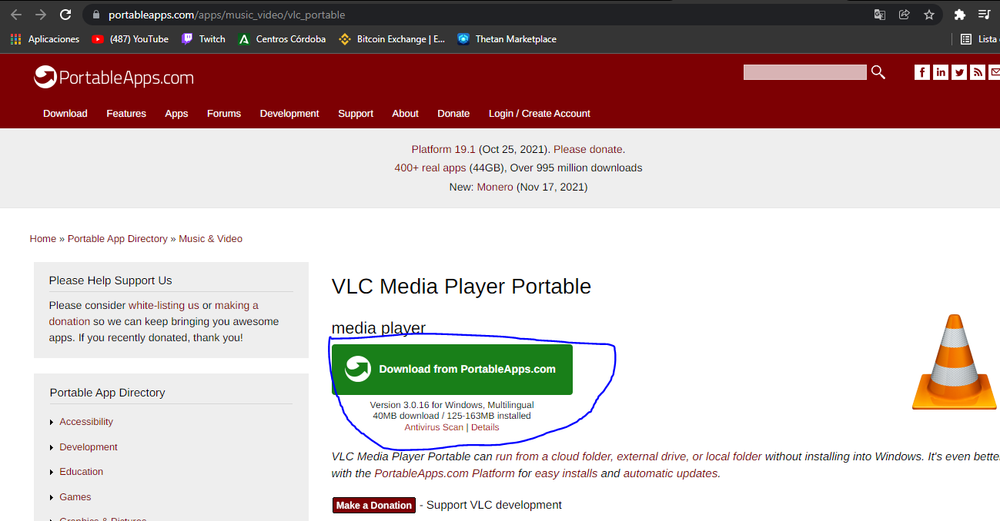 portableapps.com/apps/music_video/vlc_portable
Aplicaciones (487) YouTube Twitch Centros Córdoba Bitcoin Exchange | E... Thetan Marketplace Lista
PortableApps.com
Download Features Apps Forums Development Support About Donate Login / Create Account
Platform 19.1 (Oct 25, 2021). Please donate.
400+ real apps (44GB), Over 995 million downloads
New: Monero (Nov 17, 2021)
Home » Portable App Directory » Music & Video
Please Help Support Us
Please consider white-listing us or making a
donation so we can keep bringing you awesome
apps. If you recently donated, thank you!
Portable App Directory
Accessibility
Development
Education
Games
Graphics & Pictures
VLC Media Player Portable
media player
Download from PortableApps.com
Version 3.0.16 for Windows, Multilingual
40MB download / 125-163MB installed
Antivirus Scan | Details
VLC Media Player Portable can run from a cloud folder, external drive, or local folder without installing into Windows. It's even bette
with the PortableApps.com Platform for easy installs and automatic updates.
Make a Donation - Support VLC development